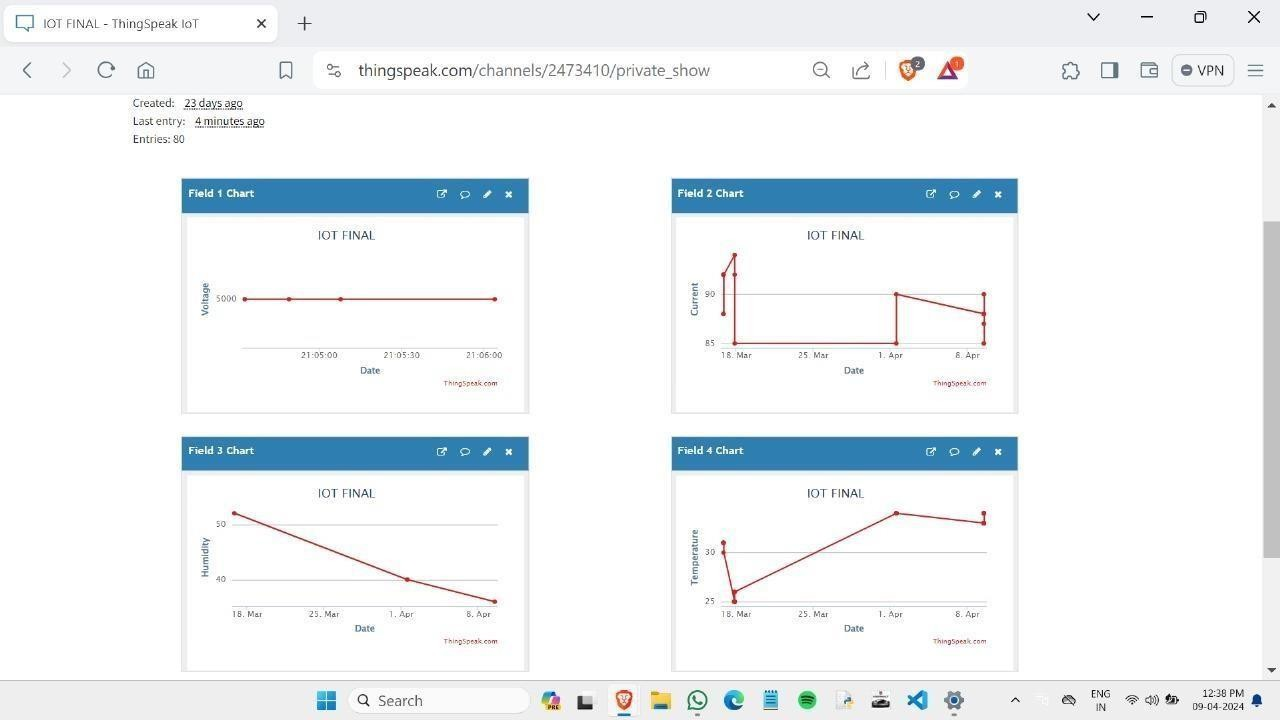 IOT FINAL - ThingSpeak IoT
thingspeak.com/channels/2473410/private_show
2
1
VPN
Created: 23 days ago
Last entry: 4 minutes ago
Entries: 80
Field 1 Chart
IOT FINAL
Voltage
5000
21:05:00 21:05:30 21:06:00
Date
ThingSpeak.com
Field 2 Chart
IOT FINAL
Current
90
85
18. Mar 25. Mar 1. Apr 8. Apr
Date
ThingSpeak.com
Field 3 Chart
IOT FINAL
Humidity
50
40
18. Mar 25. Mar 1. Apr 8. Apr
Date
ThingSpeak.com
Field 4 Chart
IOT FINAL
Temperature
30
25
18. Mar 25. Mar 1. Apr 8. Apr
Date
ThingSpeak.com
Search
ENG
IN
12:38 PM
09-04-2024